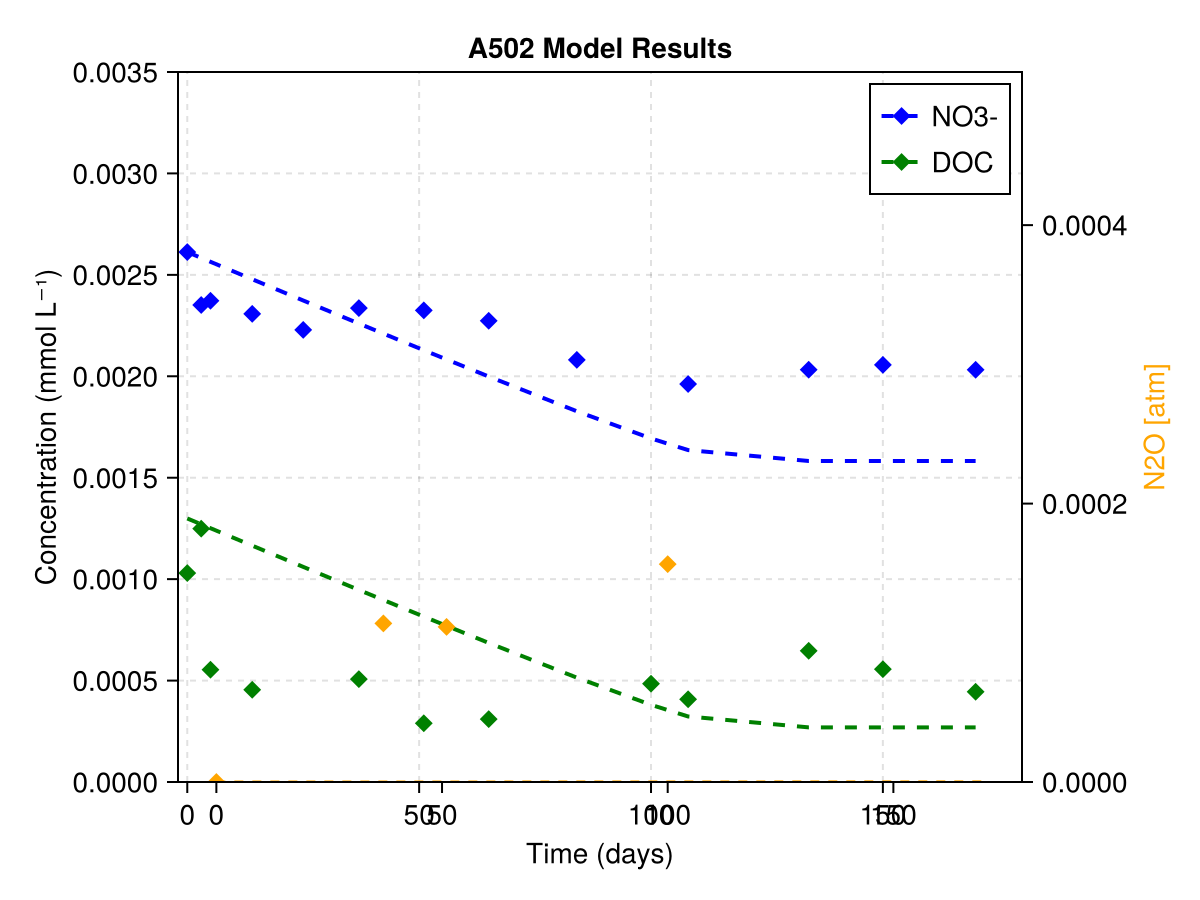 A502 Model Results
0.0035
0.0030
0.0025
0.0020
0.0015
0.0010
0.0005
0.0000
Concentration (mmol L⁻¹)
NO3-
DOC
0.0004
0.0002
0.0000
N2O [atm]
0 0 50 50 100 100 150 150
Time (days)